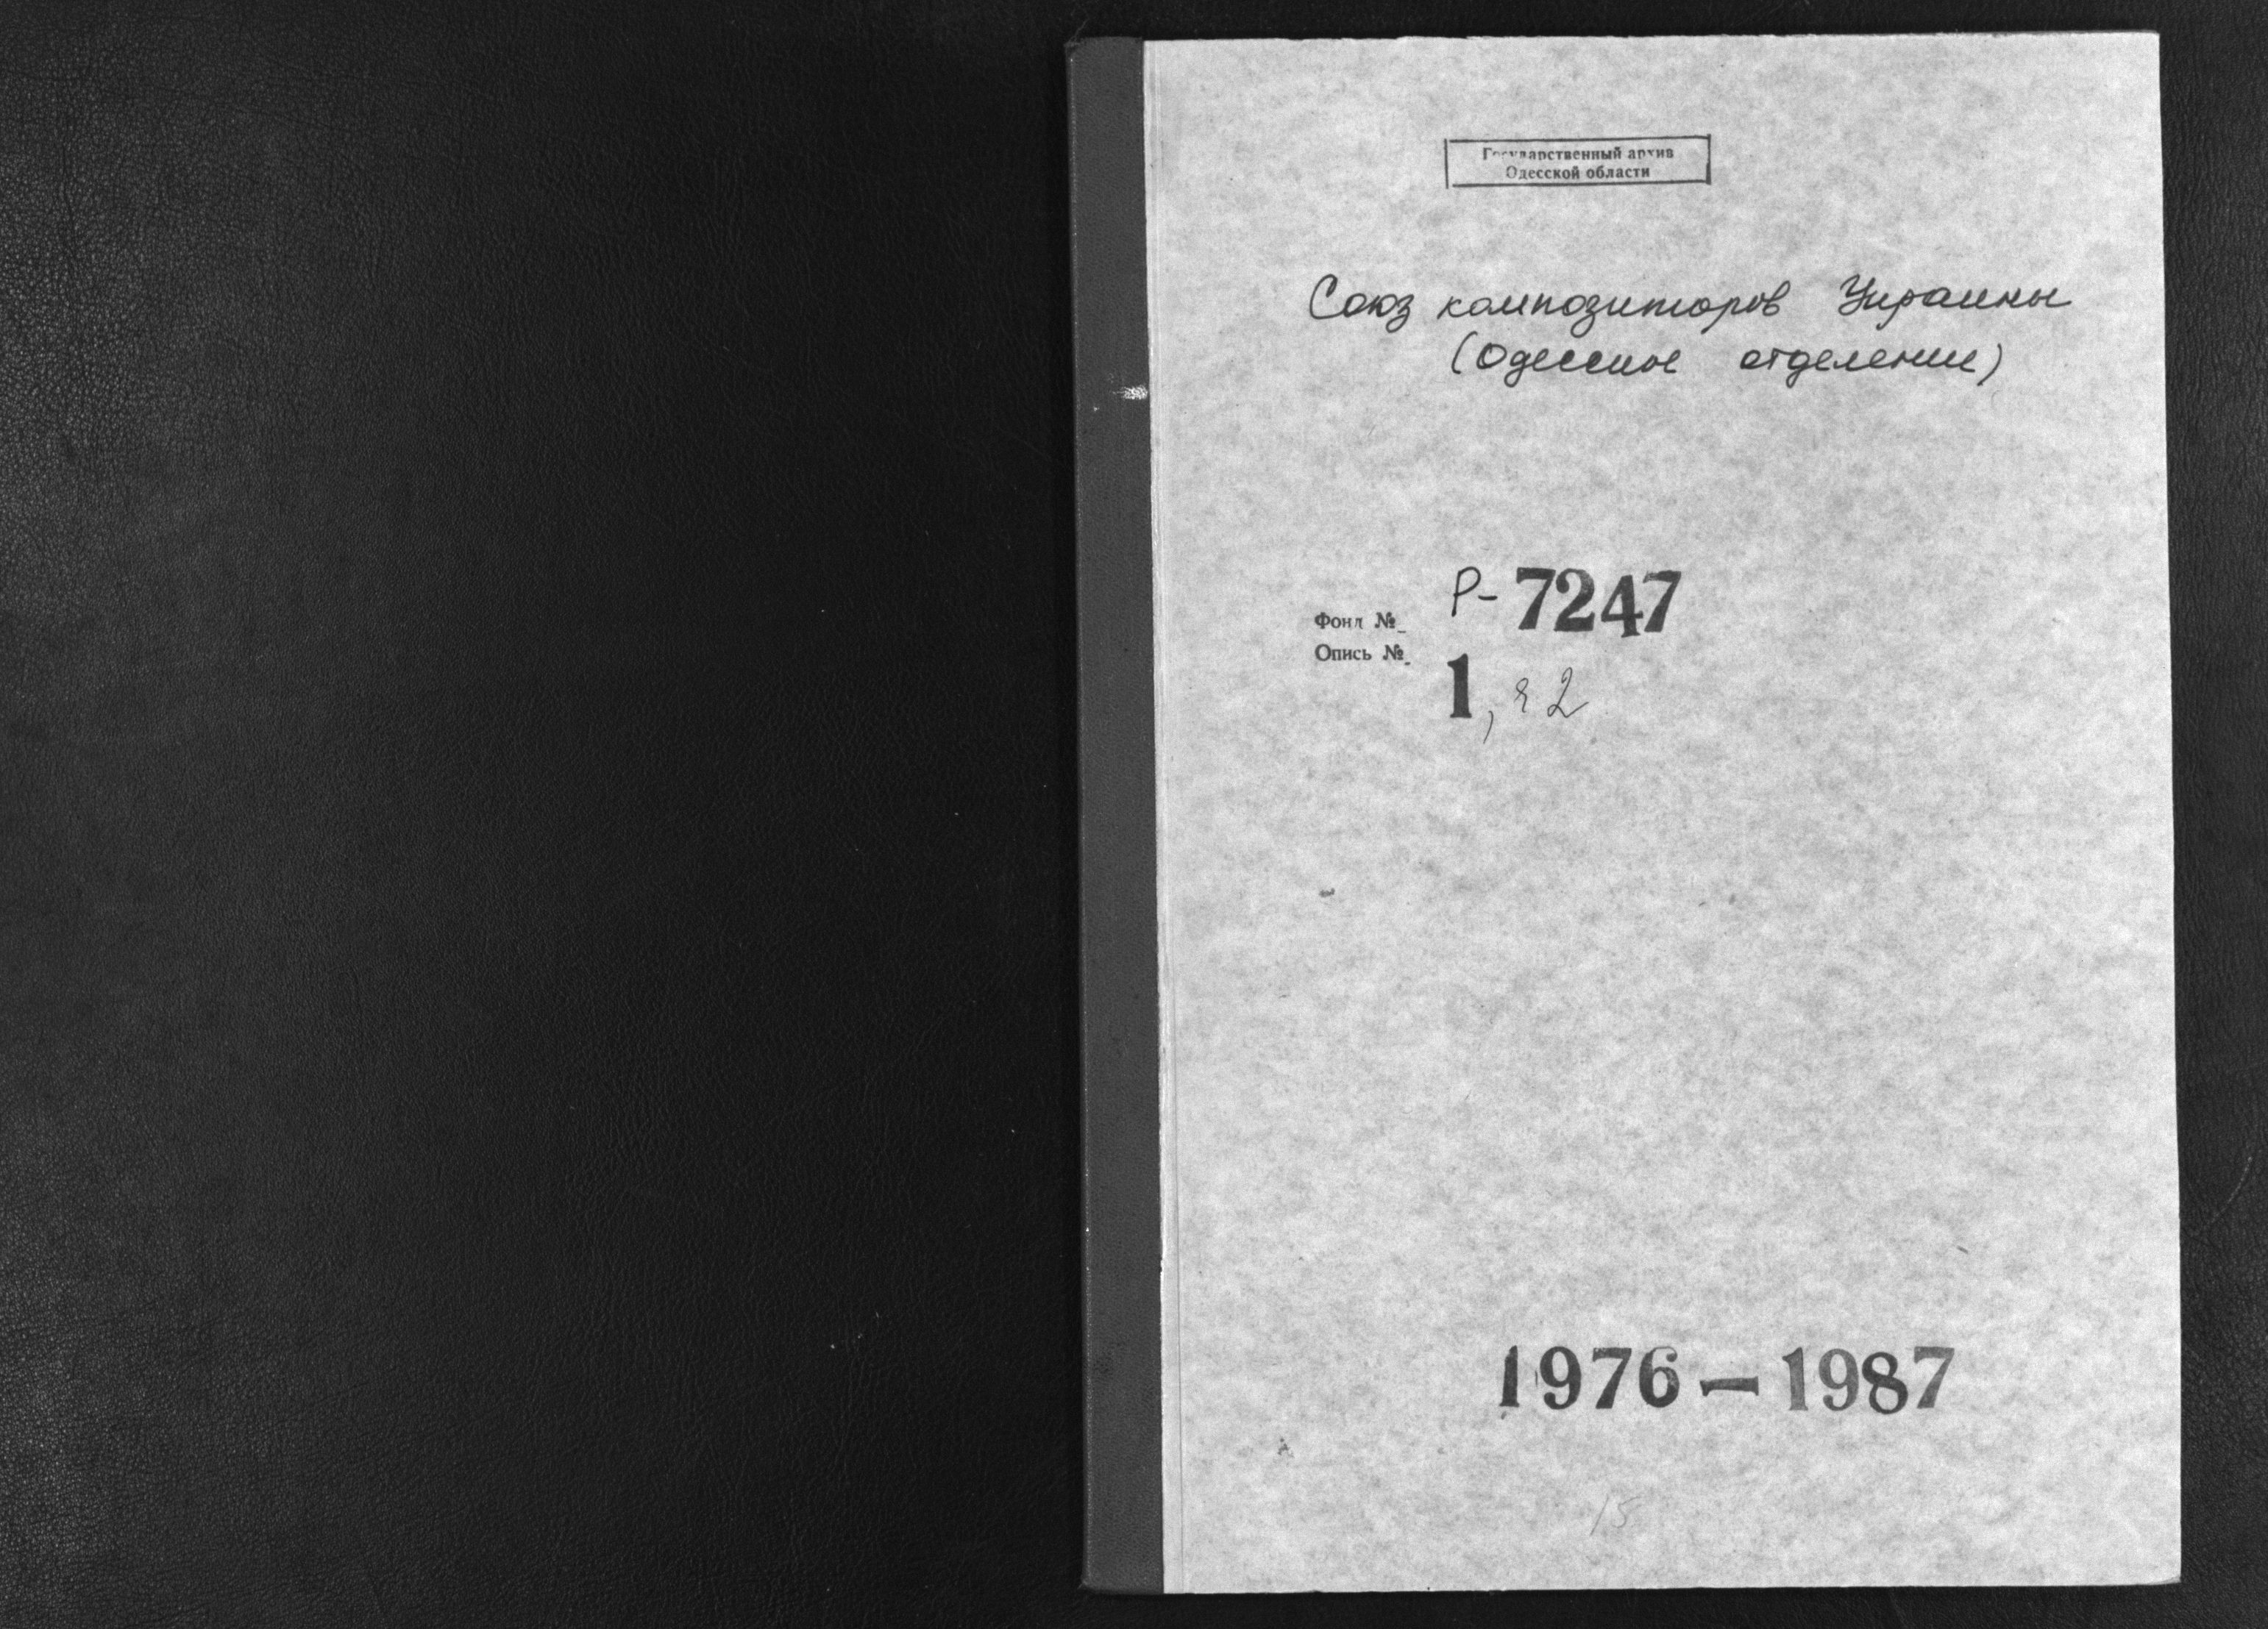 Государственный архив
Одесской области
Союз композиторов Украины
(Одесское отделение)
Фонд № Р-7247
Опись № 1, ч 2
1976-1987
15